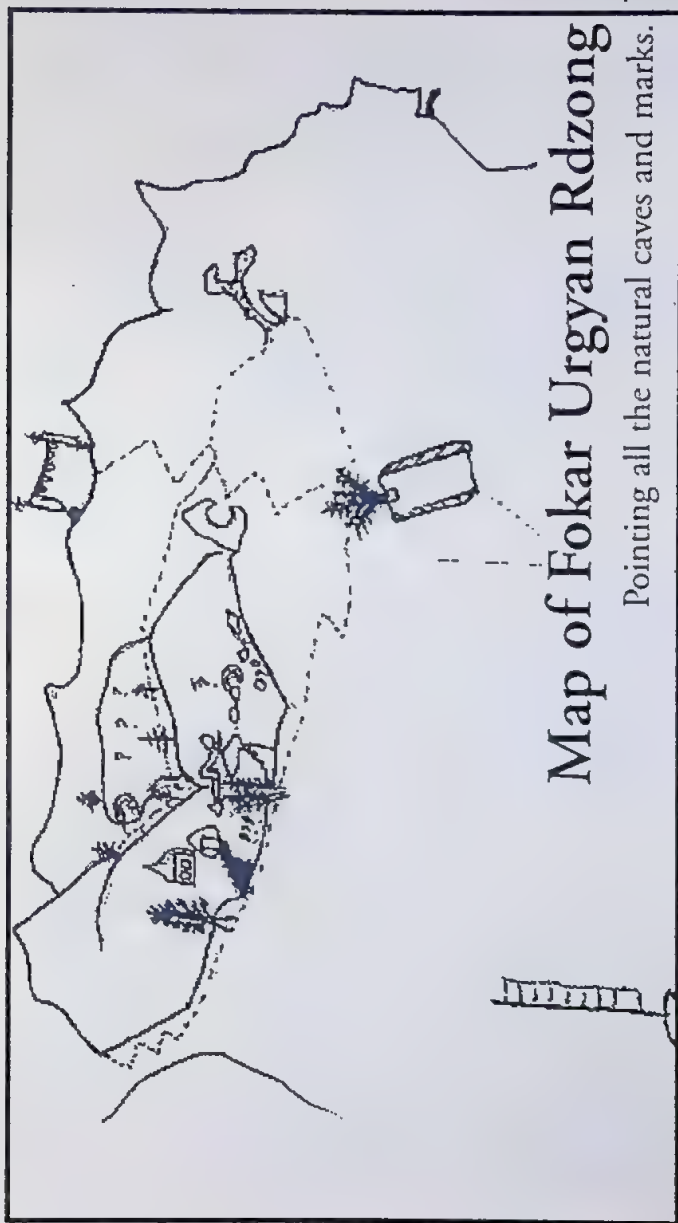 Map of Fokar Urgyan Rdzong
Pointing all the natural caves and marks.